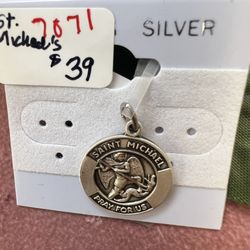 St. 7071
Michael's
$39
SILVER
SAINT MICHAEL
PRAY FOR US